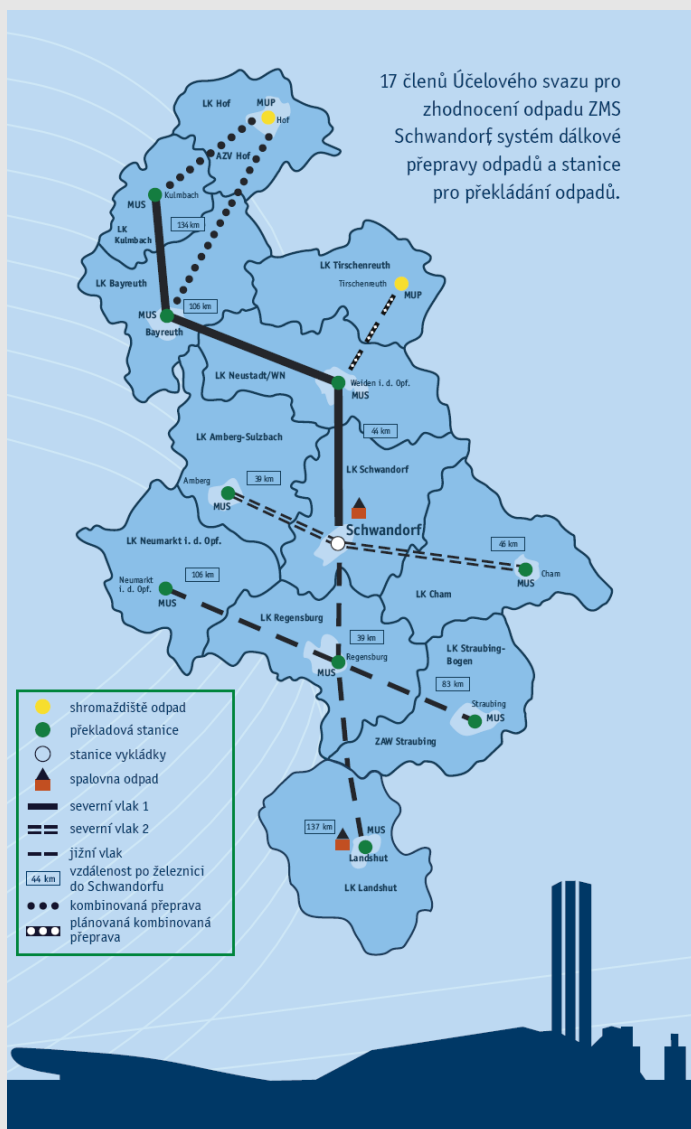 17 členů Účelového svazu pro
zhodnocení odpadu ZMS
Schwandorf, systém dálkové
přepravy odpadů a stanice
pro překládání odpadů.
LK Hof
MUP
Hof
AZV Hof
MUS
Kulmbach
LK
Kulmbach
134 km
LK Bayreuth
LK Tirschenreuth
Tirschenreuth
MUP
106 km
MUS
Bayreuth
LK Neustadt/WN
Weiden i. d. Opf.
MUS
44 km
LK Amberg-Sulzbach
LK Schwandorf
39 km
Amberg
MUS
Schwandorf
LK Neumarkt i. d. Opf.
46 km
Cham
MUS
106 km
Neumarkt
i. d. Opf.
MUS
LK Cham
LK Regensburg
39 km
LK Straubing-
Bogen
Regensburg
MUS
83 km
Straubing
MUS
ZAW Straubing
137 km
MUS
Landshut
LK Landshut
shromaždiště odpad
překladová stanice
stanice vykládky
spalovna odpad
severní vlak 1
severní vlak 2
jižní vlak
44 km
vzdálenost po železnici
do Schwandorfu
kombinovaná přeprava
plánovaná kombinovaná
přeprava